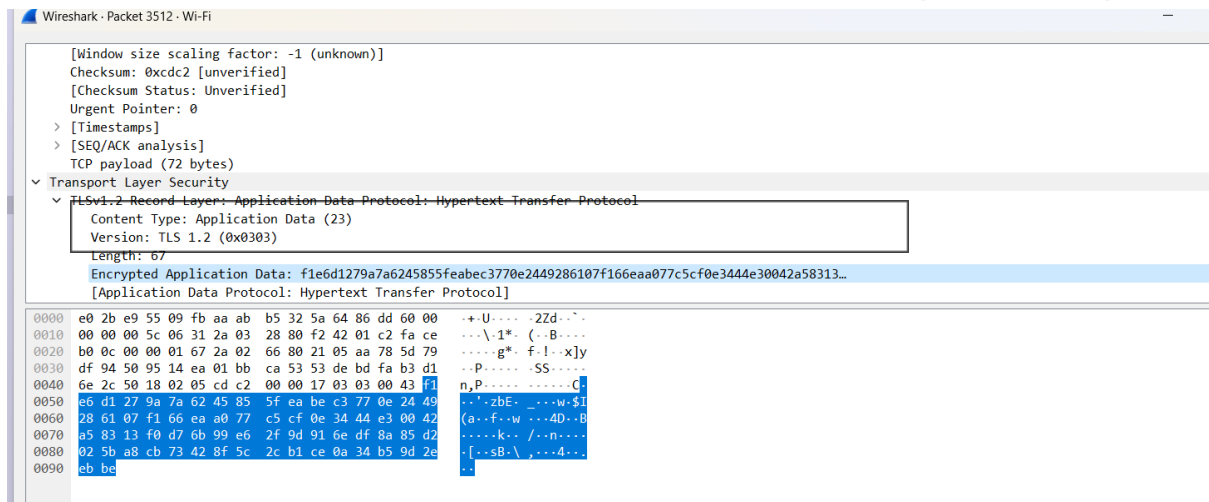 Wireshark · Packet 3512 · Wi-Fi
[Window size scaling factor: -1 (unknown)]
Checksum: 0xcdc2 [unverified]
[Checksum Status: Unverified]
Urgent Pointer: 0
[Timestamps]
[SEQ/ACK analysis]
TCP payload (72 bytes)
Transport Layer Security
TLSv1.2 Record Layer: Application Data Protocol: Hypertext Transfer Protocol
Content Type: Application Data (23)
Version: TLS 1.2 (0x0303)
Length: 67
Encrypted Application Data: f1e6d1279a7a6245855feabec3770e2449286107f166eaa077c5cf0e3444e30042a58313…
[Application Data Protocol: Hypertext Transfer Protocol]
0000 e0 2b e9 55 09 fb aa ab b5 32 5a 64 86 dd 60 00 ·+·U···· ·2Zd··`·
0010 00 00 00 5c 06 31 2a 03 28 80 f2 42 01 c2 fa ce ···\·1*· (··B····
0020 b0 0c 00 00 01 67 2a 02 66 80 21 05 aa 78 5d 79 ·····g*· f·!··x]y
0030 df 94 50 95 14 ea 01 bb ca 53 53 de bd fa b3 d1 ··P····· ·SS·····
0040 6e 2c 50 18 02 05 cd c2 00 00 17 03 03 00 43 f1 n,P····· ······C·
0050 e6 d1 27 9a 7a 62 45 85 5f ea be c3 77 0e 24 49 ··'·zbE· _···w·$I
0060 28 61 07 f1 66 ea a0 77 c5 cf 0e 34 44 e3 00 42 (a··f··w ···4D··B
0070 a5 83 13 f0 d7 6b 99 e6 2f 9d 91 6e df 8a 85 d2 ·····k·· /··n····
0080 02 5b a8 cb 73 42 8f 5c 2c b1 ce 0a 34 b5 9d 2e ·[··sB·\ ,···4··.
0090 eb be ··